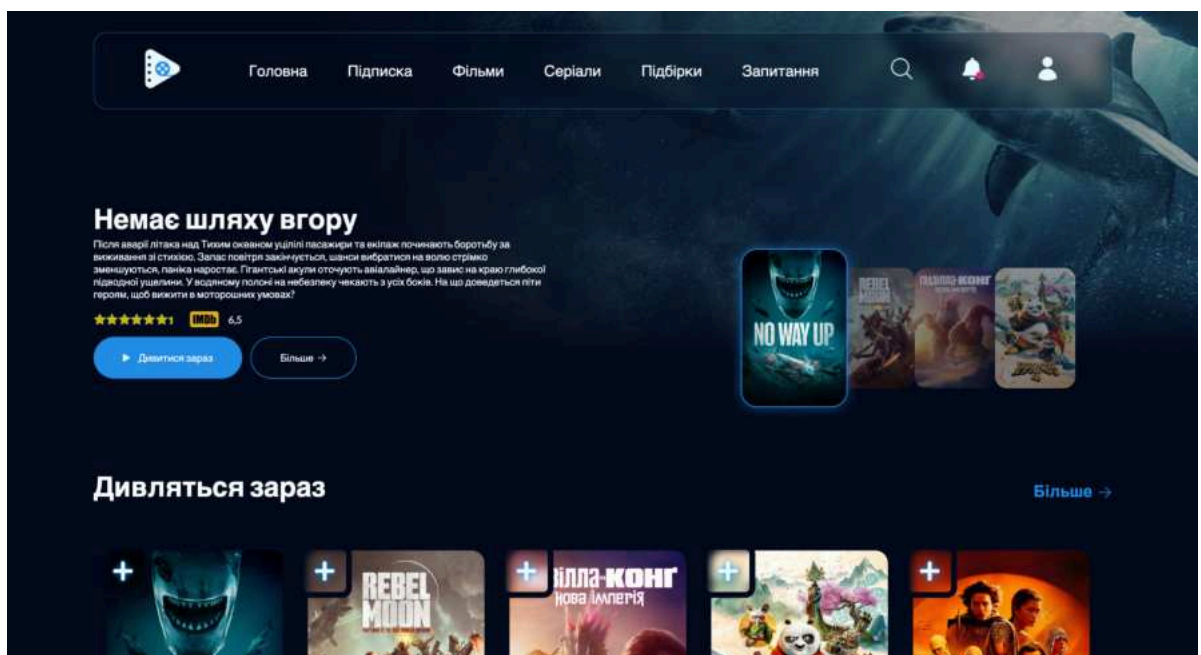 Головна
Підписка
Фільми
Серіали
Підбірки
Запитання
Немає шляху вгору
Після аварії літака над Тихим океаном уцілілі пасажири та екіпаж починають боротьбу за
виживання зі стихією. Запас повітря закінчується, шанси вибратися на волю стрімко
зменшуються, паніка наростає. Гігантські акули оточують авіалайнер, що завис на краю глибокої
підводної ущелини. У водяному полоні на небезпеку чекають з усіх боків. На що доведеться піти
героям, щоб вижити в моторошних умовах?
IMDb 6,5
Дивитися зараз
Більше →
NO WAY UP
REBEL
MOON
Дивляться зараз
Більше →
REBEL
MOON
ЗІЛЛА-КОНГ
НОВА ІМПЕРІЯ